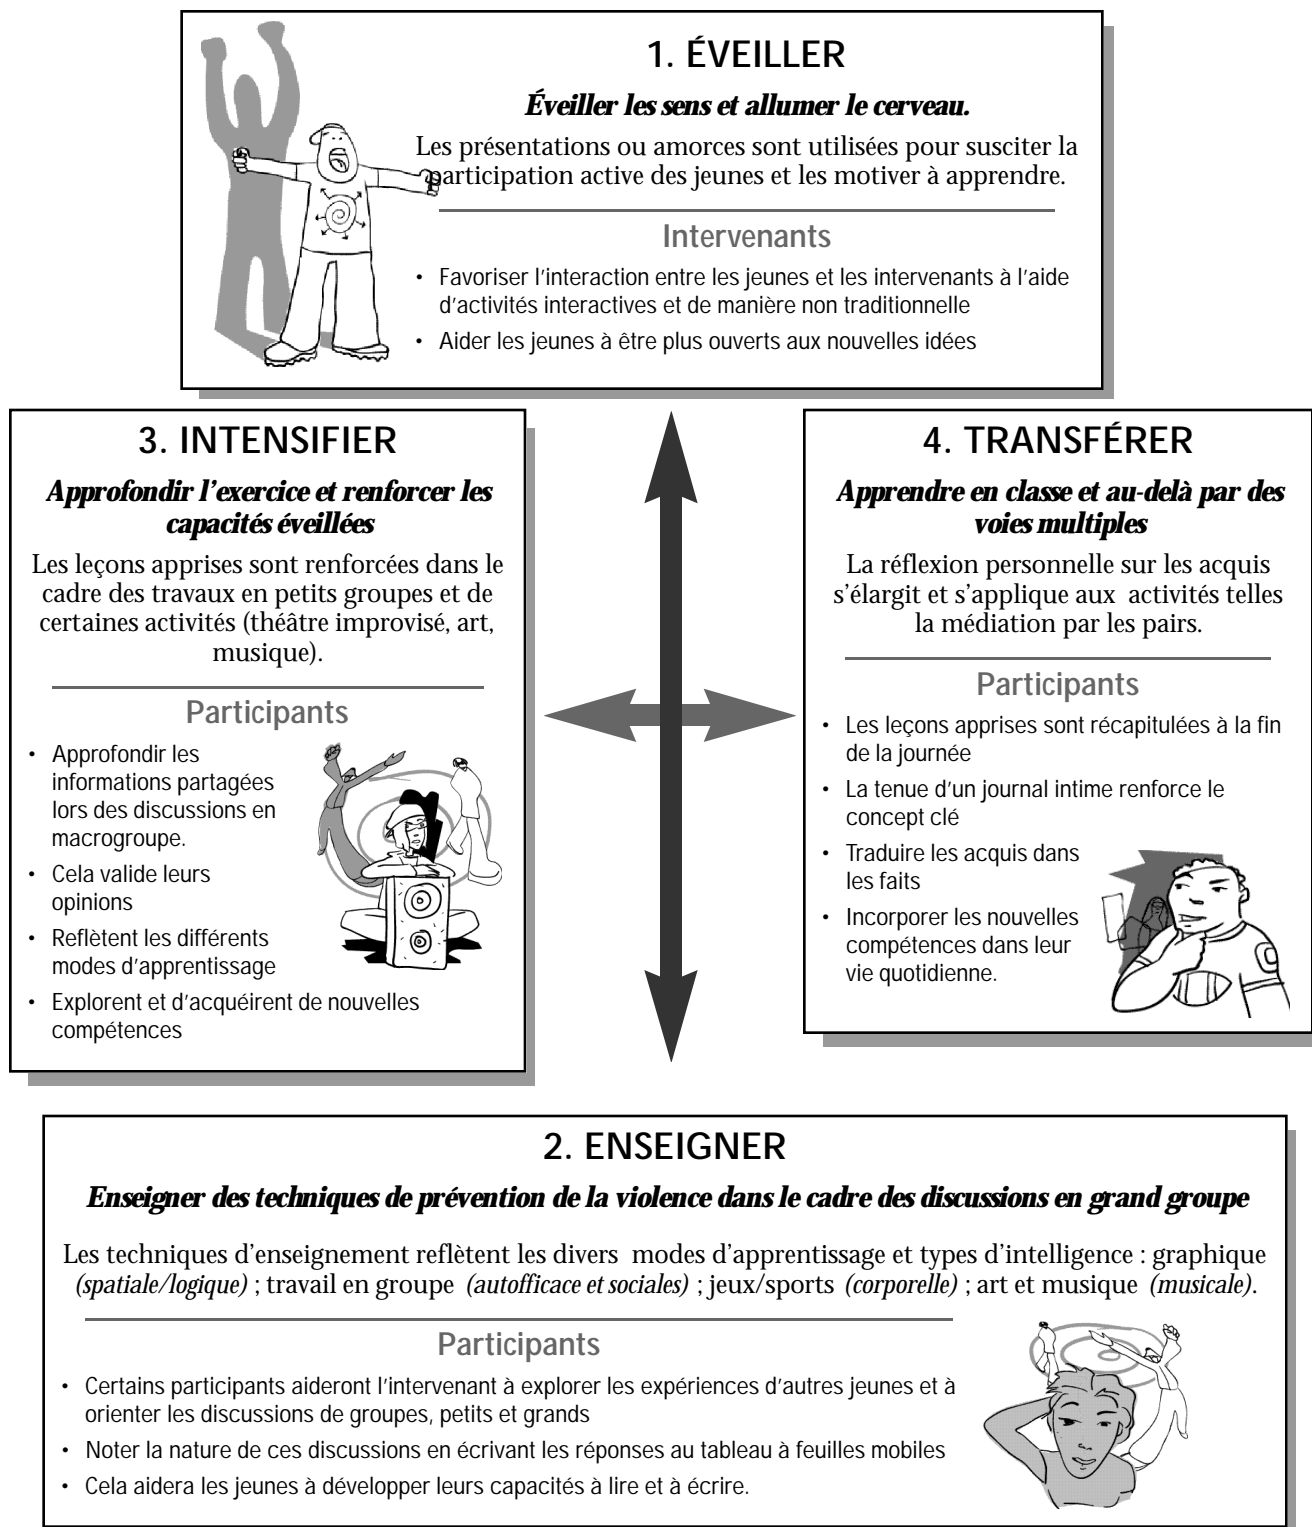 1. ÉVEILLER
Éveiller les sens et allumer le cerveau.
Les présentations ou amorces sont utilisées pour susciter la
participation active des jeunes et les motiver à apprendre.
Intervenants
• Favoriser l'interaction entre les jeunes et les intervenants à l'aide
d'activités interactives et de manière non traditionnelle
• Aider les jeunes à être plus ouverts aux nouvelles idées
3. INTENSIFIER
Approfondir l'exercice et renforcer les
capacités éveillées
Les leçons apprises sont renforcées dans le
cadre des travaux en petits groupes et de
certaines activités (théâtre improvisé, art,
musique).
Participants
• Approfondir les
informations partagées
lors des discussions en
macrogroupe.
• Cela valide leurs
opinions
• Reflètent les différents
modes d'apprentissage
• Explorent et d'acquéirent de nouvelles
compétences
4. TRANSFÉRER
Apprendre en classe et au-delà par des
voies multiples
La réflexion personnelle sur les acquis
s'élargit et s'applique aux activités telles
la médiation par les pairs.
Participants
• Les leçons apprises sont récapitulées à la fin
de la journée
• La tenue d'un journal intime renforce le
concept clé
• Traduire les acquis dans
les faits
• Incorporer les nouvelles
compétences dans leur
vie quotidienne.
2. ENSEIGNER
Enseigner des techniques de prévention de la violence dans le cadre des discussions en grand groupe
Les techniques d'enseignement reflètent les divers modes d'apprentissage et types d'intelligence : graphique
(spatiale/logique) ; travail en groupe (autofficace et sociales) ; jeux/sports (corporelle) ; art et musique (musicale).
Participants
• Certains participants aideront l'intervenant à explorer les expériences d'autres jeunes et à
orienter les discussions de groupes, petits et grands
• Noter la nature de ces discussions en écrivant les réponses au tableau à feuilles mobiles
• Cela aidera les jeunes à développer leurs capacités à lire et à écrire.